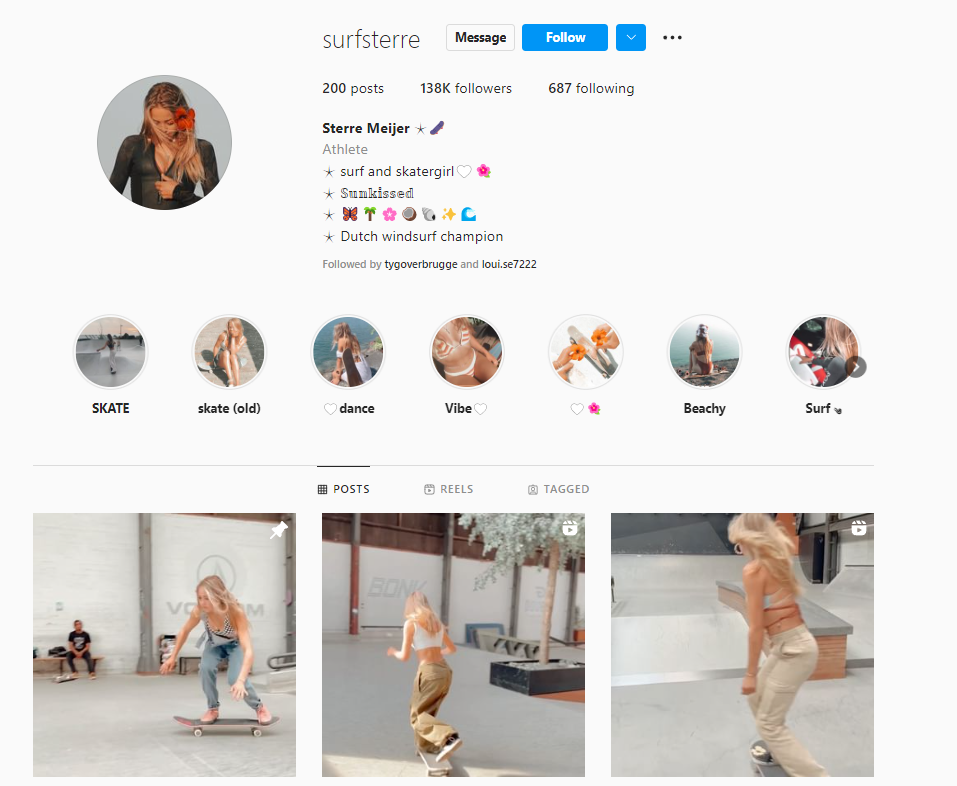 surfsterre Message Follow
200 posts 138K followers 687 following
Sterre Meijer
Athlete
surf and skatergirl🤍 🌺
𝕊𝕦𝕟𝕜𝕚𝕤𝕤𝕖𝕕
🦋 🌴 🌸 🥥 🐚 ✨ 🌊
Dutch windsurf champion
Followed by tygoverbrugge and loui.se7222
SKATE skate (old) 🤍dance Vibe🤍 🤍 🌺 Beachy Surf
POSTS REELS TAGGED
VOLCOM
BONK